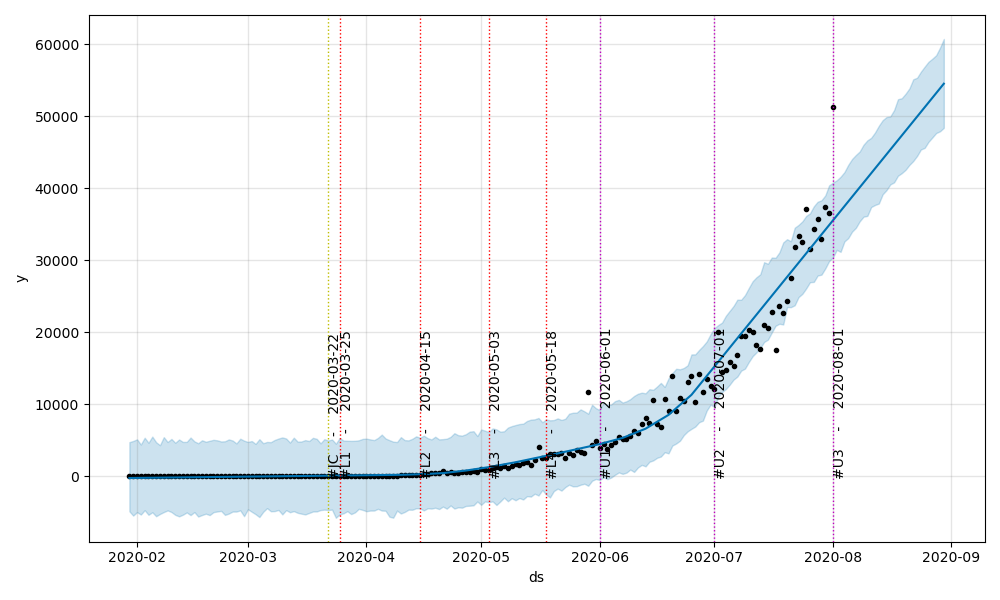 60000
50000
40000
30000
20000
10000
0
y
#JC - 2020-03-22
#L1 - 2020-03-25
#L2 - 2020-04-15
#L3 - 2020-05-03
#L4 - 2020-05-18
#U1 - 2020-06-01
#U2 - 2020-07-01
#U3 - 2020-08-01
2020-02 2020-03 2020-04 2020-05 2020-06 2020-07 2020-08 2020-09
ds